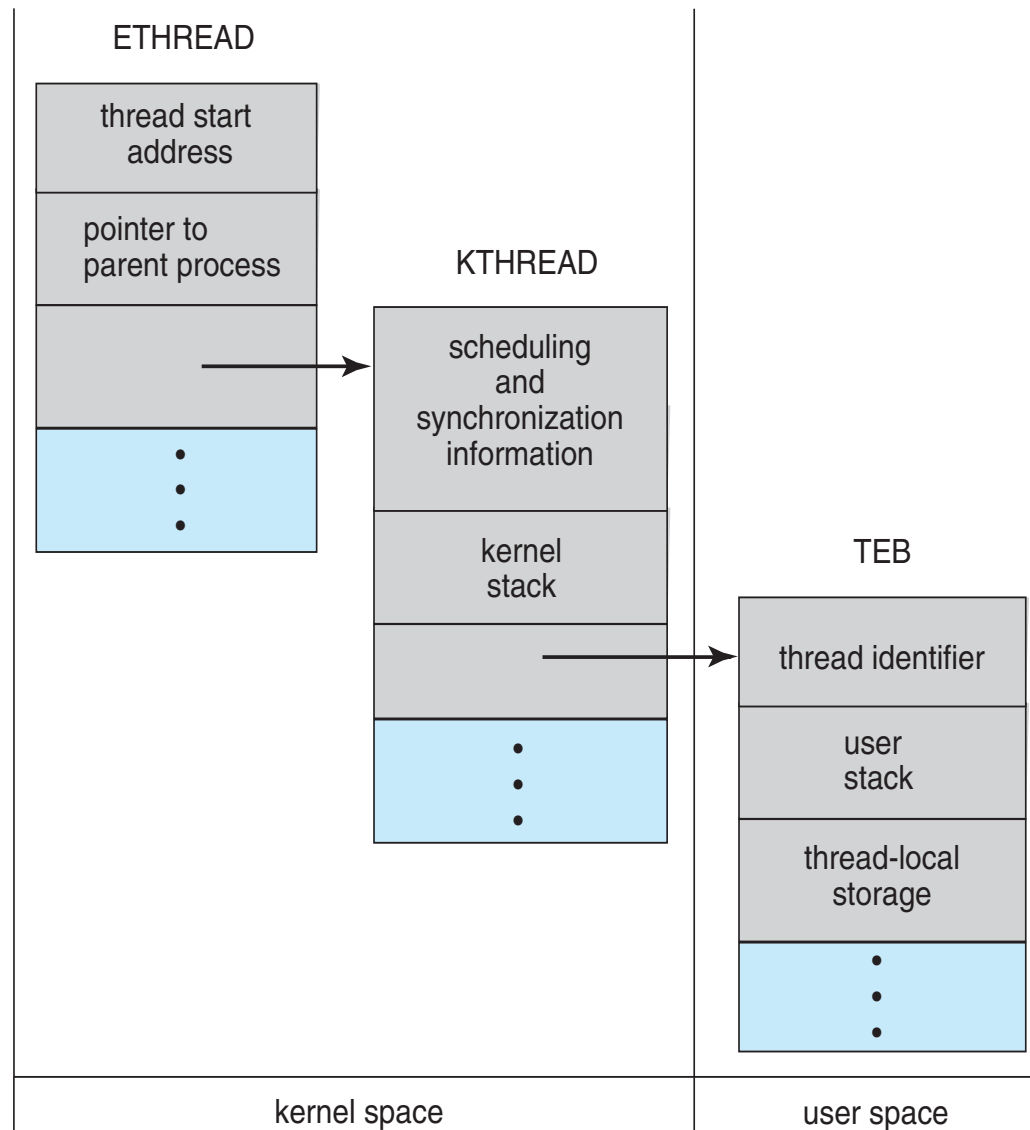 ETHREAD
thread start
address
pointer to
parent process
KTHREAD
scheduling
and
synchronization
information
kernel
stack
TEB
thread identifier
user
stack
thread-local
storage
kernel space
user space